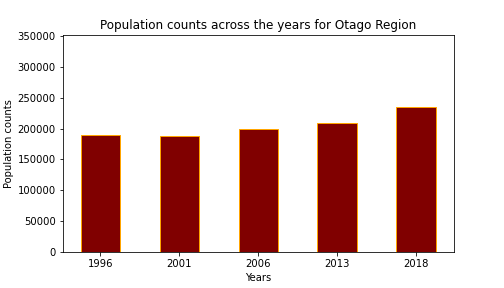 Population counts across the years for Otago Region
350000
300000
250000
200000
150000
100000
50000
0
Population counts
1996 2001 2006 2013 2018
Years